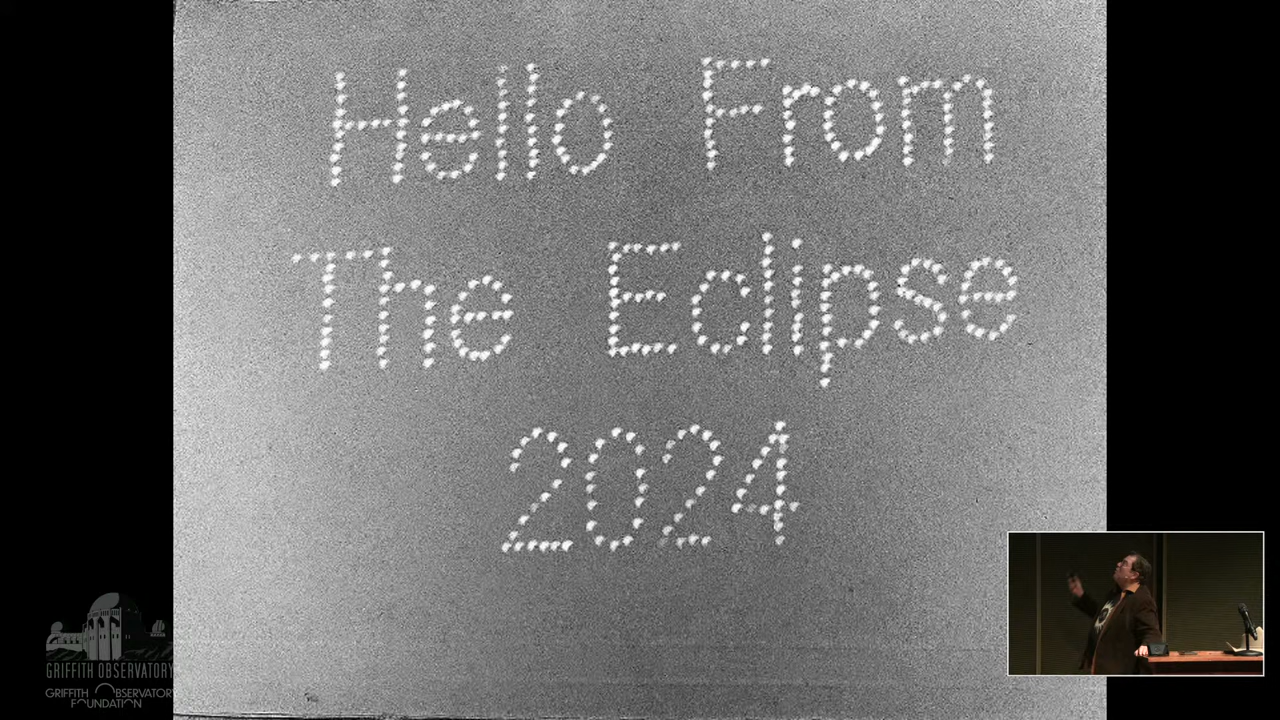 Hello From
The Eclipse
2024
GRIFFITH OBSERVATORY
GRIFFITH OBSERVATORY
FOUNDATION